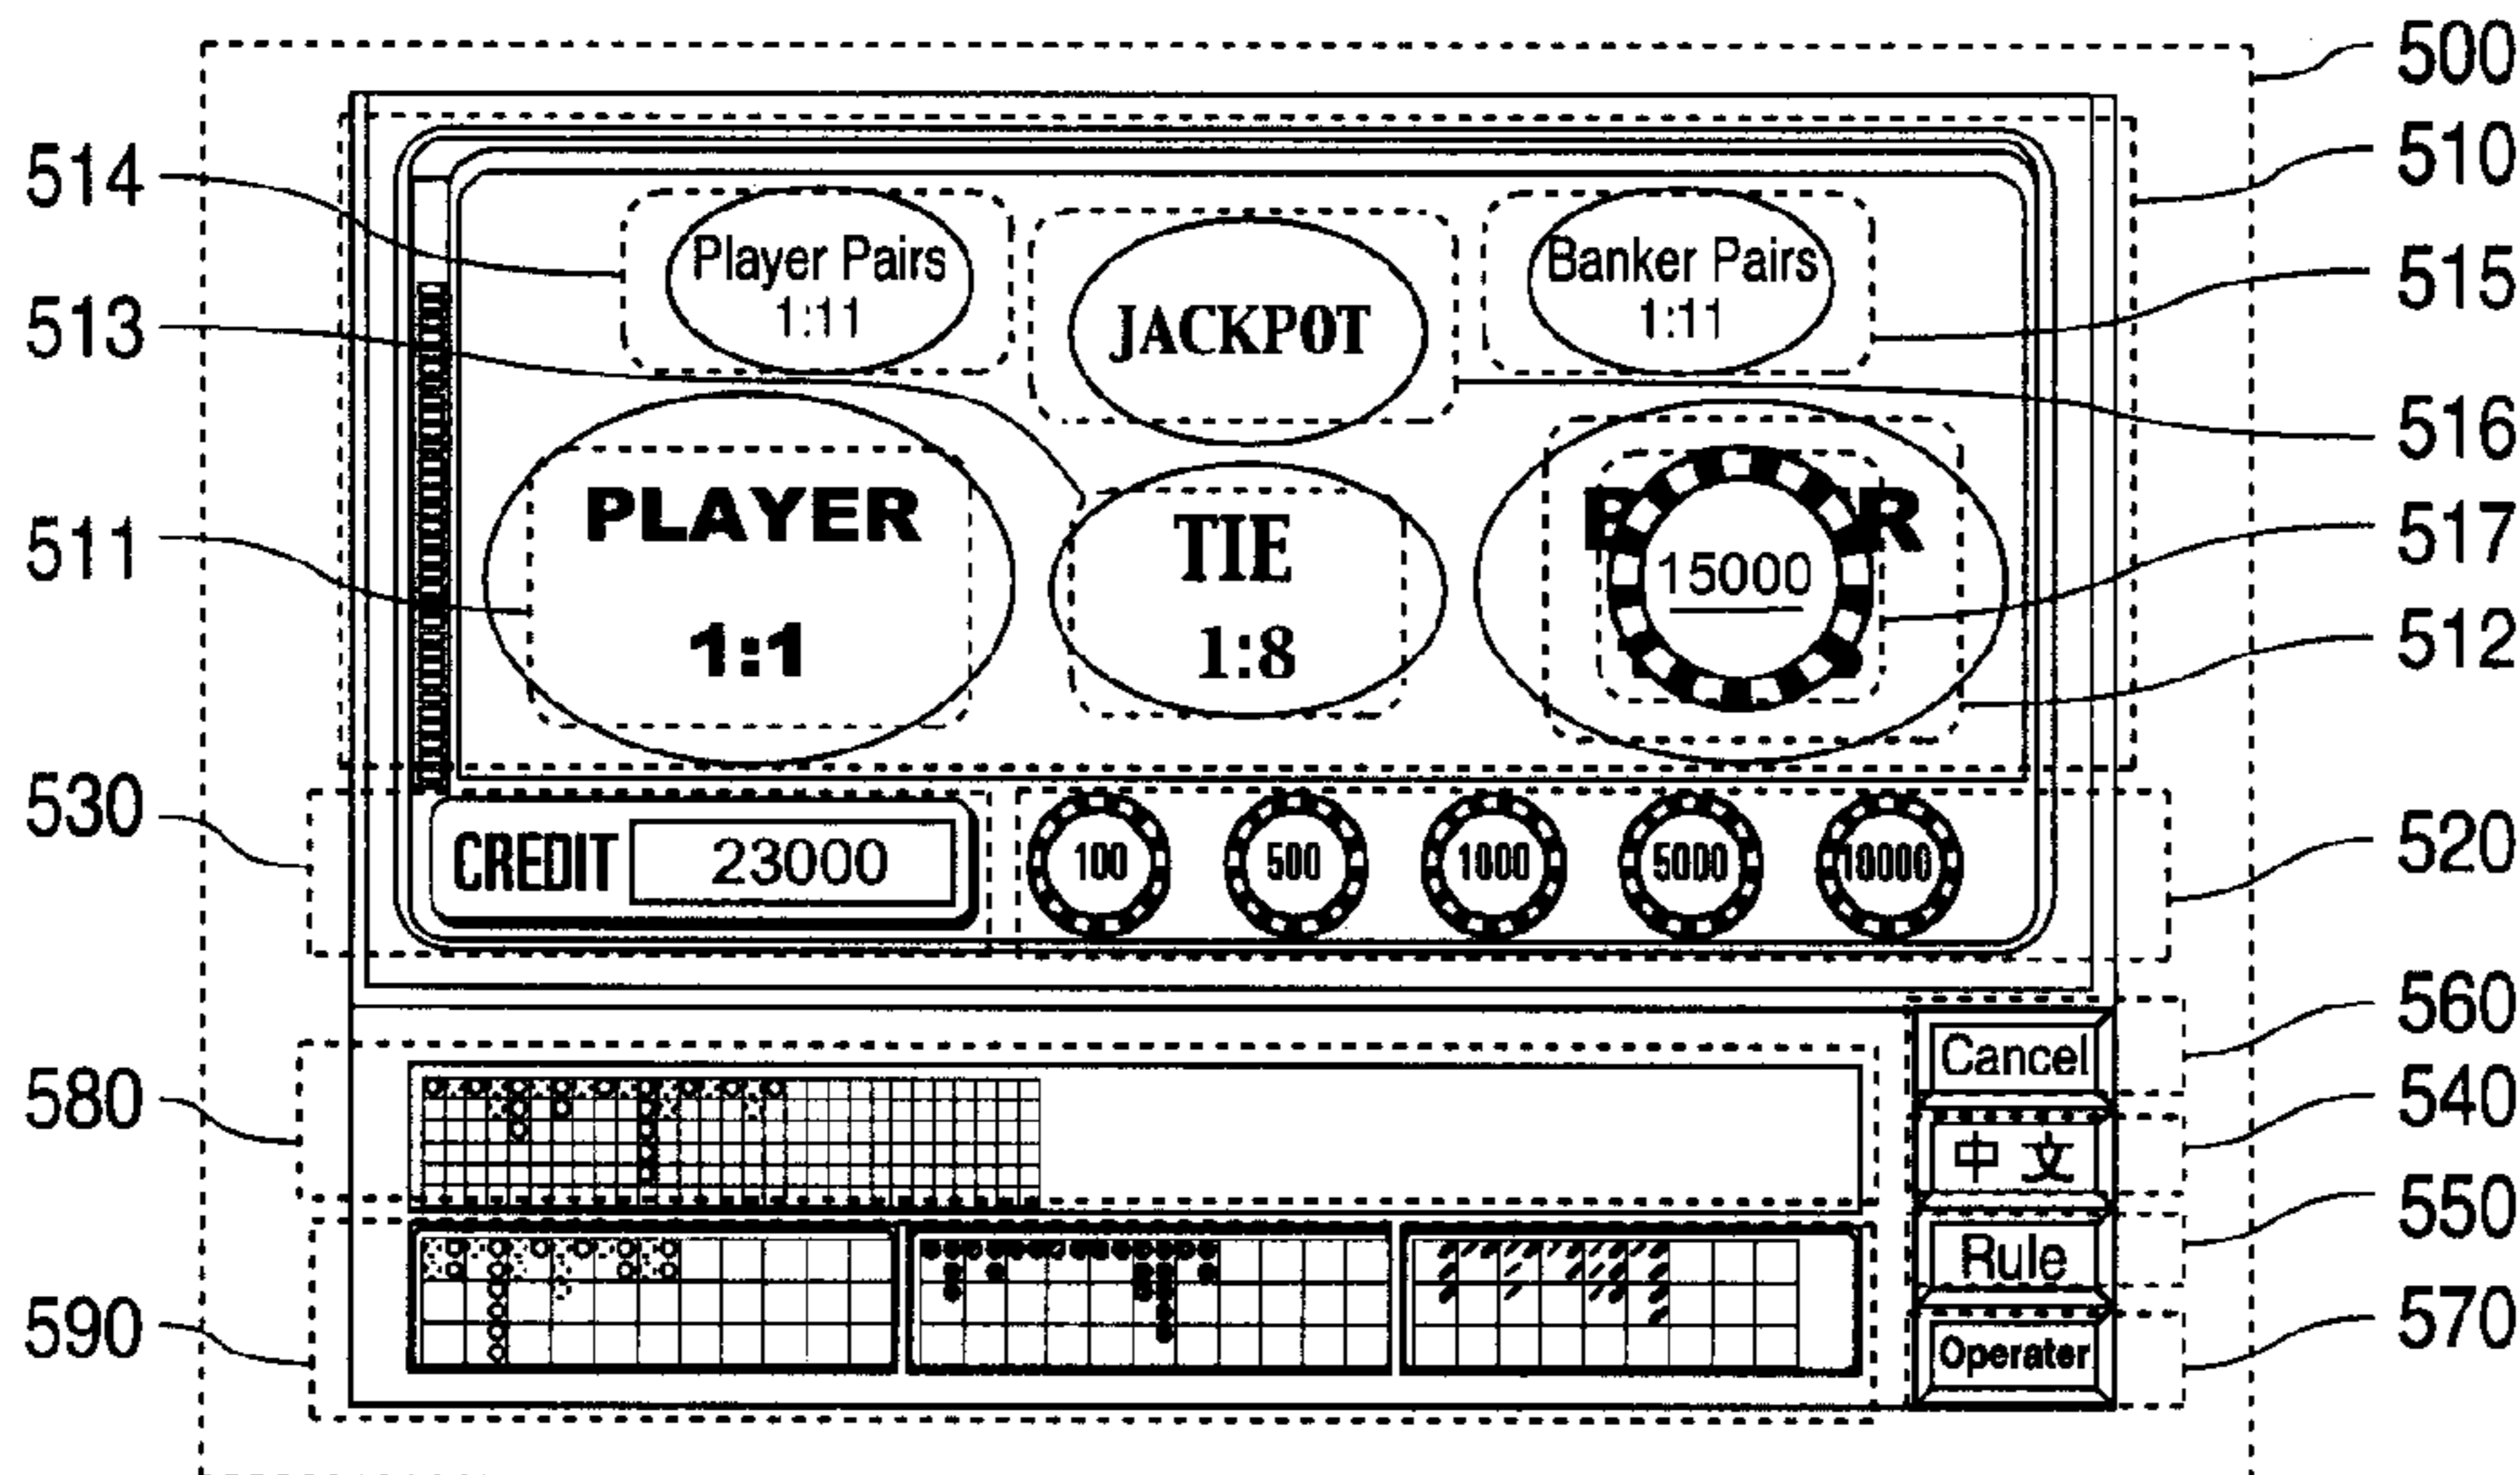 500
510
514
Player Pairs
1:11
Banker Pairs
1:11
515
513
JACKPOT
516
511
PLAYER
1:1
TIE
1:8
15000
517
512
530
CREDIT 23000
100 500 1000 5000 10000
520
560
Cancel
580
540
中文
550
Rule
590
570
Operater